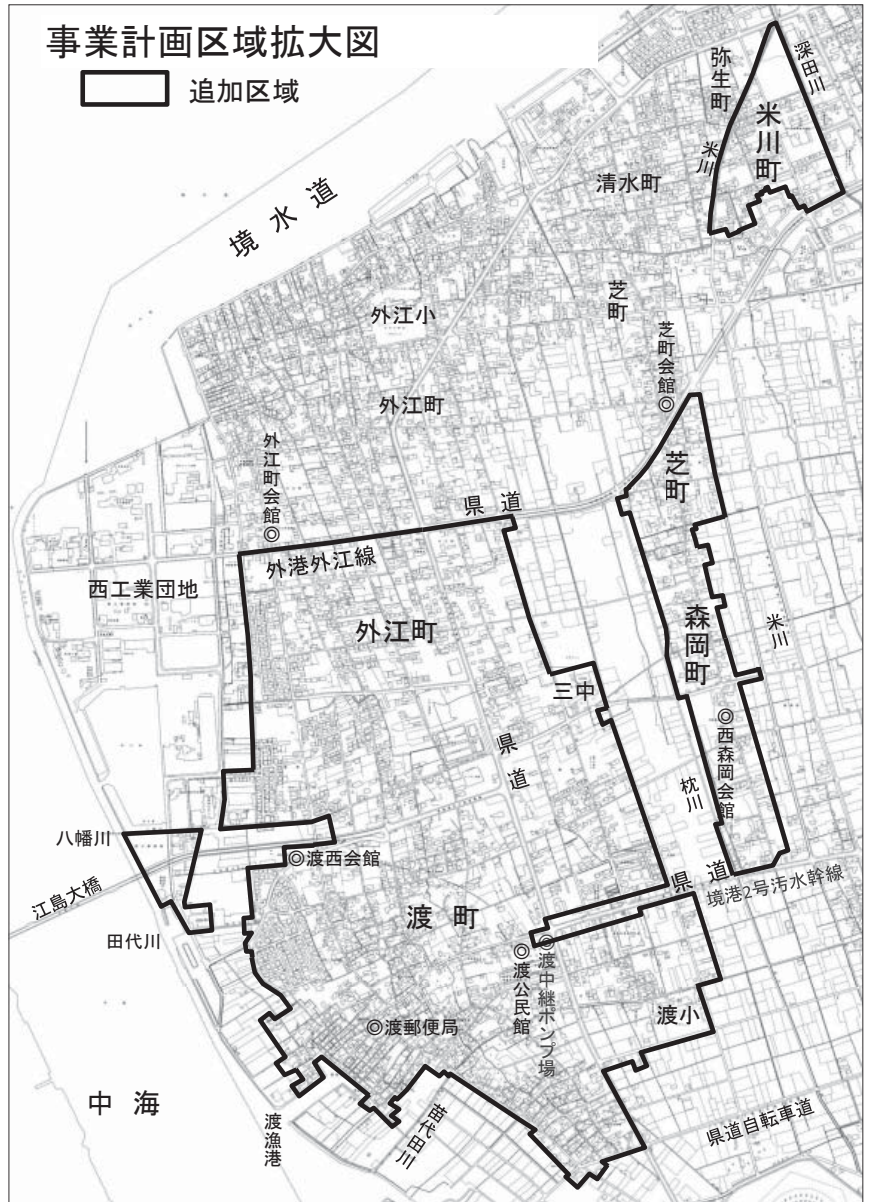 事業計画区域拡大図
追加区域
境水道
弥生町
深田川
米川
米川町
清水町
芝町
外江小
芝町会館◎
外江町
外江町会館◎
県道
芝町
外港外江線
西工業団地
外江町
森岡町
米川
三中
県道
◎西森岡会館
枕川
八幡川
◎渡西会館
県道
境港2号汚水幹線
江島大橋
渡町
田代川
◎渡公民館
◎渡中継ポンプ場
渡小
◎渡郵便局
中海
渡漁港
苗代田川
県道自転車道